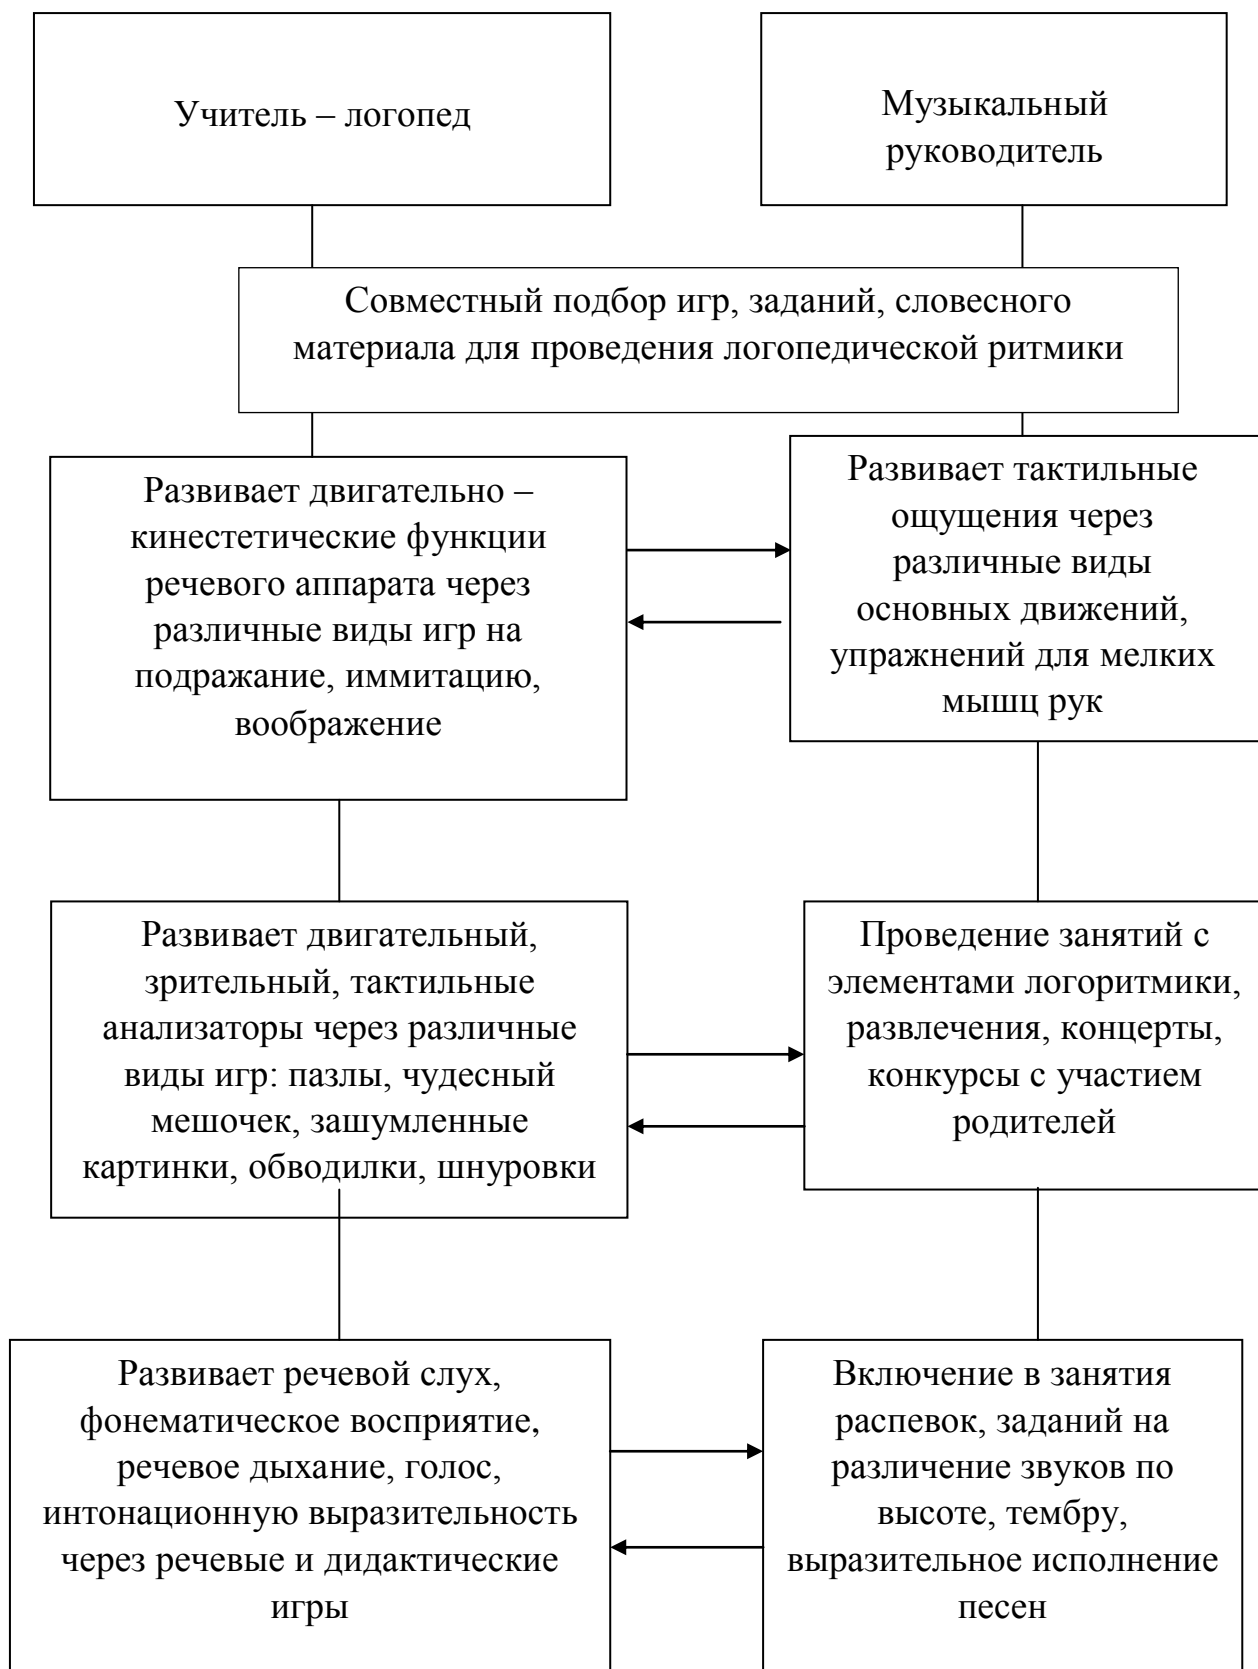 Учитель – логопед
Музыкальный
руководитель
Совместный подбор игр, заданий, словесного
материала для проведения логопедической ритмики
Развивает двигательно –
кинестетические функции
речевого аппарата через
различные виды игр на
подражание, иммитацию,
воображение
Развивает тактильные
ощущения через
различные виды
основных движений,
упражнений для мелких
мышц рук
Развивает двигательный,
зрительный, тактильные
анализаторы через различные
виды игр: пазлы, чудесный
мешочек, зашумленные
картинки, обводилки, шнуровки
Проведение занятий с
элементами логоритмики,
развлечения, концерты,
конкурсы с участием
родителей
Развивает речевой слух,
фонематическое восприятие,
речевое дыхание, голос,
интонационную выразительность
через речевые и дидактические
игры
Включение в занятия
распевок, заданий на
различение звуков по
высоте, тембру,
выразительное исполнение
песен